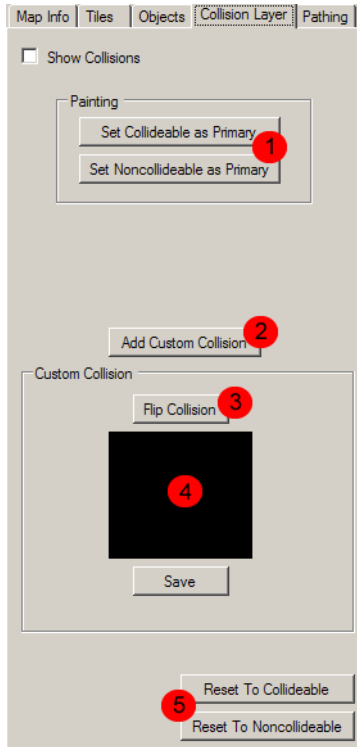 Map Info Tiles Objects Collision Layer Pathing
Show Collisions
Painting
Set Collideable as Primary
1
Set Noncollideable as Primary
2
Add Custom Collision
Custom Collision
Flip Collision 3
4
Save
Reset To Collideable
5
Reset To Noncollideable